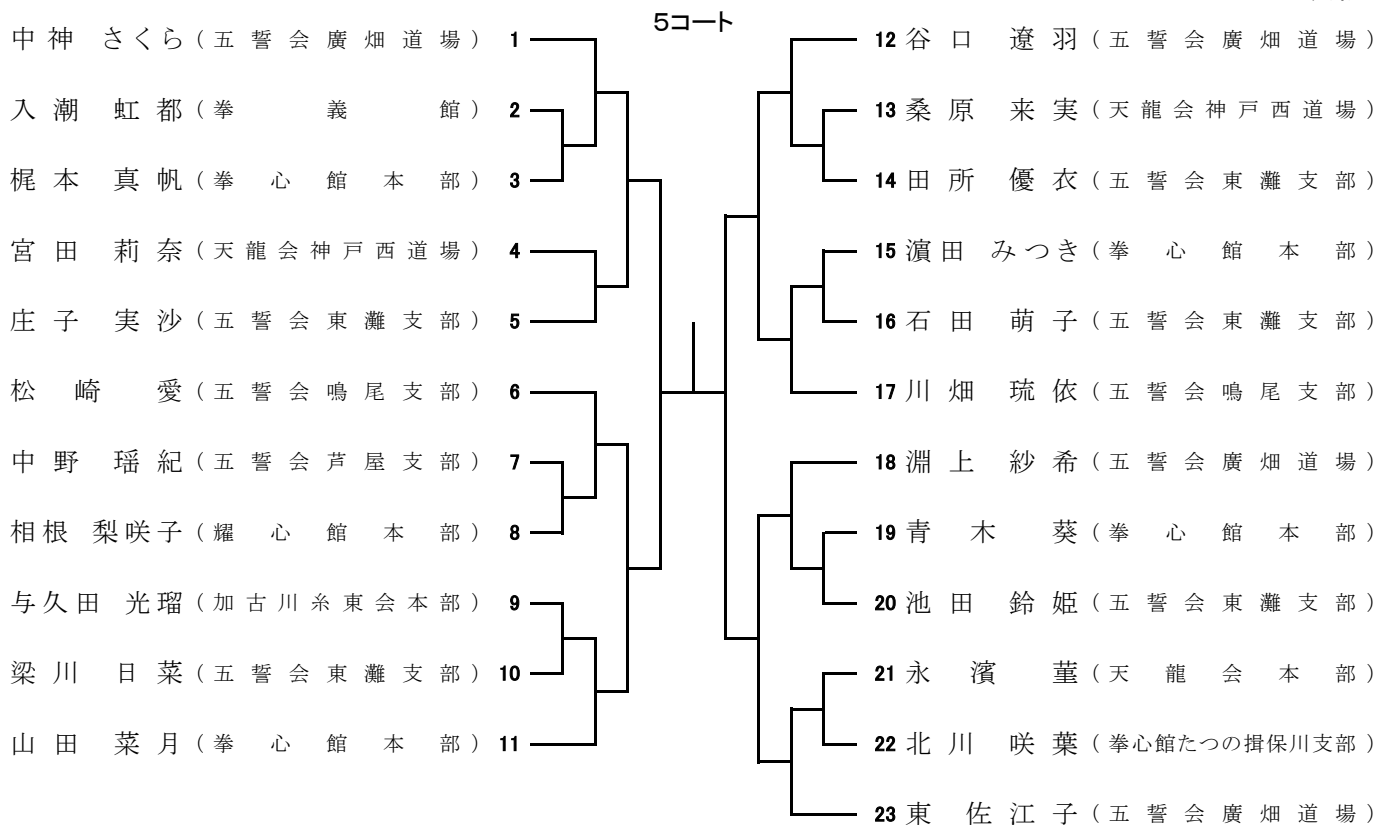 5コート
中神 さくら (五誓会廣畑道場) 1
入潮 虹都 (拳義館) 2
梶本 真帆 (拳心館本部) 3
宮田 莉奈 (天龍会神戸西道場) 4
庄子 実沙 (五誓会東灘支部) 5
松崎 愛 (五誓会鳴尾支部) 6
中野 瑶紀 (五誓会芦屋支部) 7
相根 梨咲子 (耀心館本部) 8
与久田 光瑠 (加古川糸東会本部) 9
梁川 日菜 (五誓会東灘支部) 10
山田 菜月 (拳心館本部) 11
12 谷口 遼羽 (五誓会廣畑道場)
13 桑原 来実 (天龍会神戸西道場)
14 田所 優衣 (五誓会東灘支部)
15 濵田 みつき (拳心館本部)
16 石田 萌子 (五誓会東灘支部)
17 川畑 琉依 (五誓会鳴尾支部)
18 淵上 紗希 (五誓会廣畑道場)
19 青木 葵 (拳心館本部)
20 池田 鈴姫 (五誓会東灘支部)
21 永濱 菫 (天龍会本部)
22 北川 咲葉 (拳心館たつの揖保川支部)
23 東 佐江子 (五誓会廣畑道場)